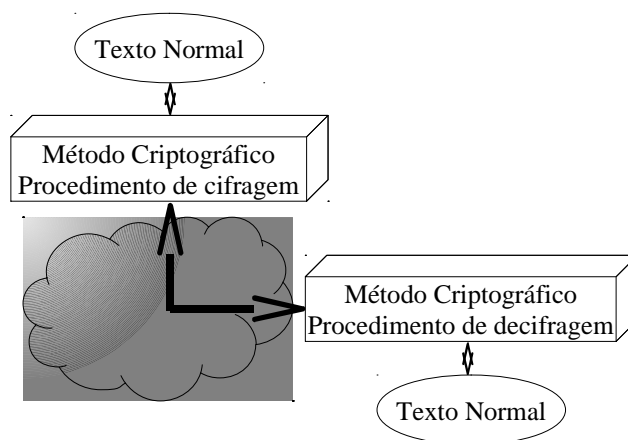 Texto Normal
Método Criptográfico
Procedimento de cifragem
Método Criptográfico
Procedimento de decifragem
Texto Normal